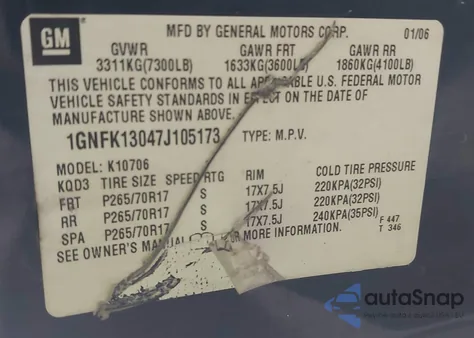 GM
MFD BY GENERAL MOTORS CORP. 01/06
GVWR GAWR FRT GAWR RR
3311KG(7300LB) 1633KG(3600LB) 1860KG(4100LB)
THIS VEHICLE CONFORMS TO ALL APPLICABLE U.S. FEDERAL MOTOR
VEHICLE SAFETY STANDARDS IN EFFECT ON THE DATE OF
MANUFACTURE SHOWN ABOVE.
1GNFK13047J105173 TYPE: M.P.V.
MODEL: K10706
KQD3 TIRE SIZE SPEED RTG RIM COLD TIRE PRESSURE
FRT P265/70R17 S 17X7.5J 220KPA(32PSI)
RR P265/70R17 S 17X7.5J 220KPA(32PSI)
SPA P265/70R17 S 17X7.5J 240KPA(35PSI)
SEE OWNER'S MANUAL FOR MORE INFORMATION.
F 447
T 346
autoSnap